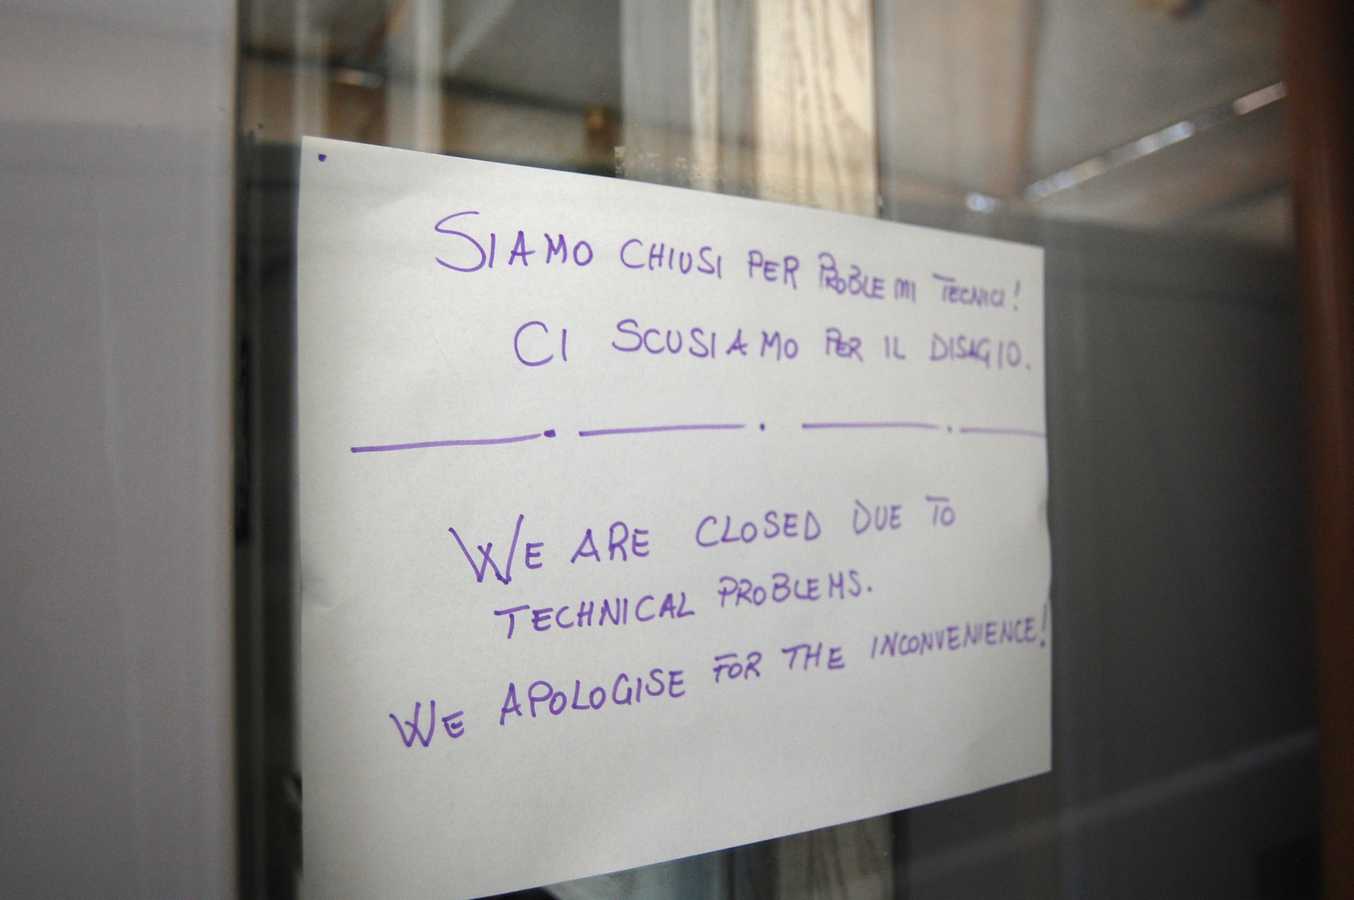 SIAMO CHIUSI PER PROBLEMI TECNICI!
CI SCUSIAMO PER IL DISAGIO.
WE ARE CLOSED DUE TO
TECHNICAL PROBLEMS.
WE APOLOGISE FOR THE INCONVENIENCE!